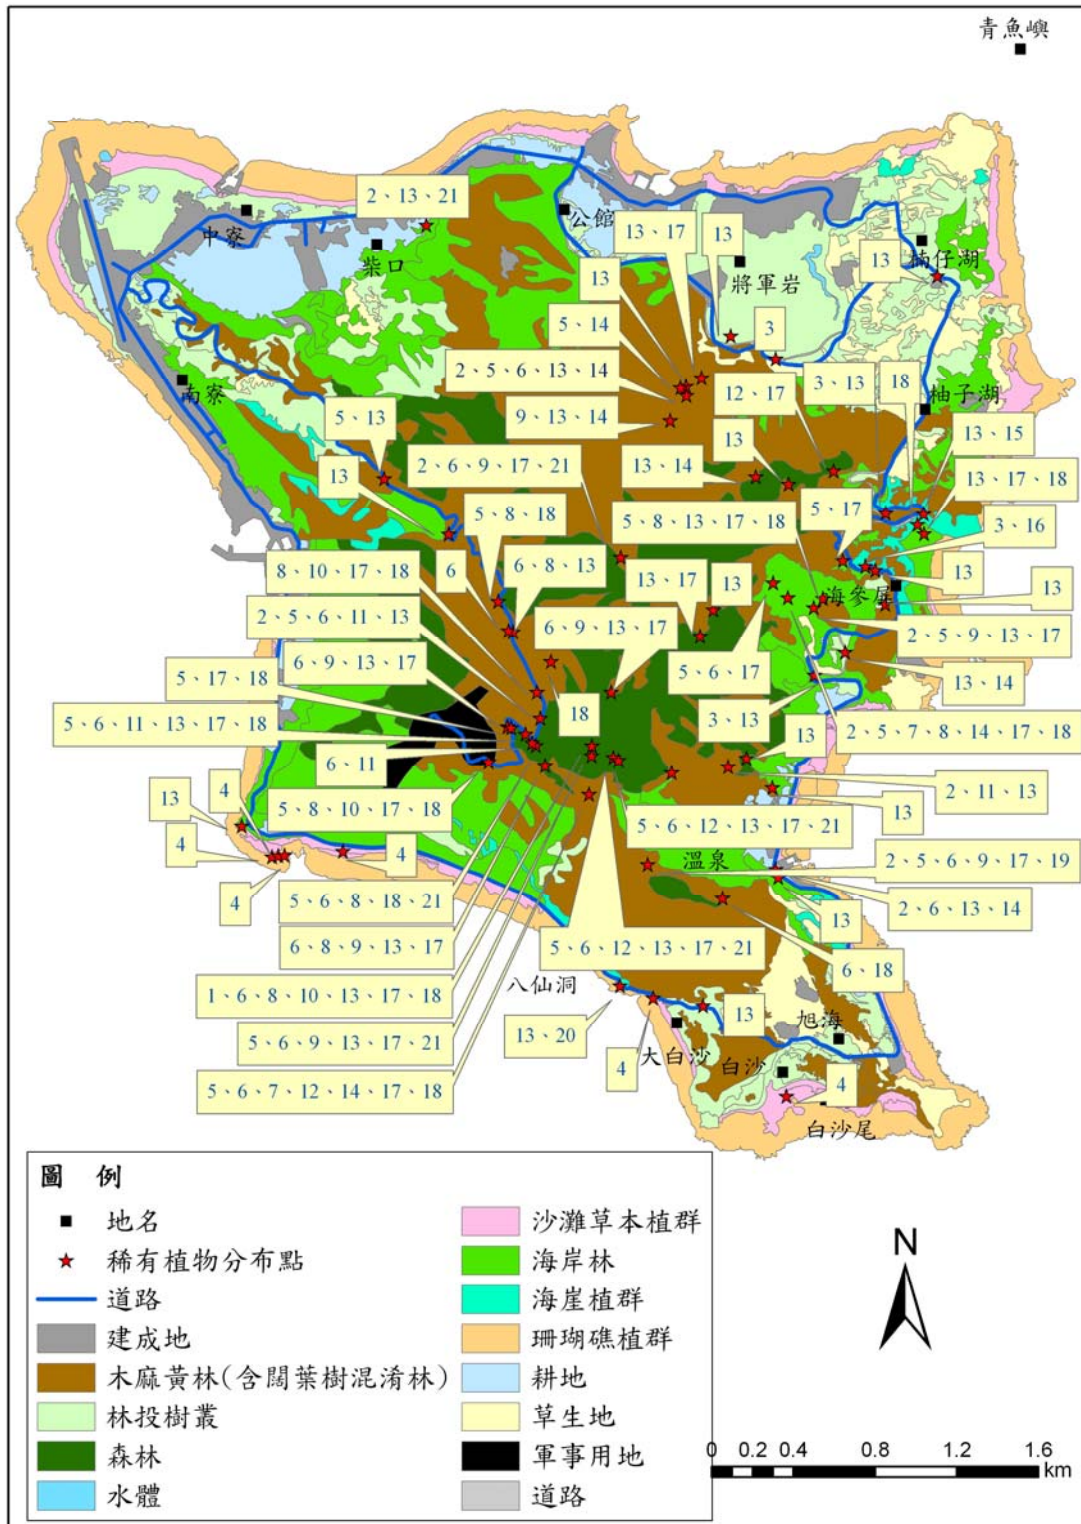 青魚嶼
2、13、21
公館
中寮
柴口
13、17
13
13
楠仔湖
13
將軍岩
5、14
3
2、5、6、13、14
南寮
12、17
3、13
18
柚子湖
5、13
9、13、14
13
13、15
13
2、6、9、17、21
13、14
13、17、18
5、8、18
5、8、13、17、18
5、17
3、16
8、10、17、18
6
6、8、13
13、17
13
海參屏
13
13
2、5、6、11、13
6、9、13、17
2、5、9、13、17
6、9、13、17
5、6、17
13、14
5、17、18
18
3、13
2、5、7、8、14、17、18
5、6、11、13、17、18
6、11
13
2、11、13
13
4
5、8、10、17、18
13
4
4
5、6、12、13、17、21
溫泉
2、5、6、9、17、19
4
5、6、8、18、21
13
2、6、13、14
6、8、9、13、17
5、6、12、13、17、21
6、18
1、6、8、10、13、17、18
八仙洞
5、6、9、13、17、21
13、20
13
旭海
4
大白沙
白沙
5、6、7、12、14、17、18
4
白沙尾
圖 例
地名
稀有植物分布點
道路
建成地
木麻黃林(含闊葉樹混淆林)
林投樹叢
森林
水體
沙灘草本植群
海岸林
海崖植群
珊瑚礁植群
耕地
草生地
軍事用地
道路
N
0 0.2 0.4 0.8 1.2 1.6
km